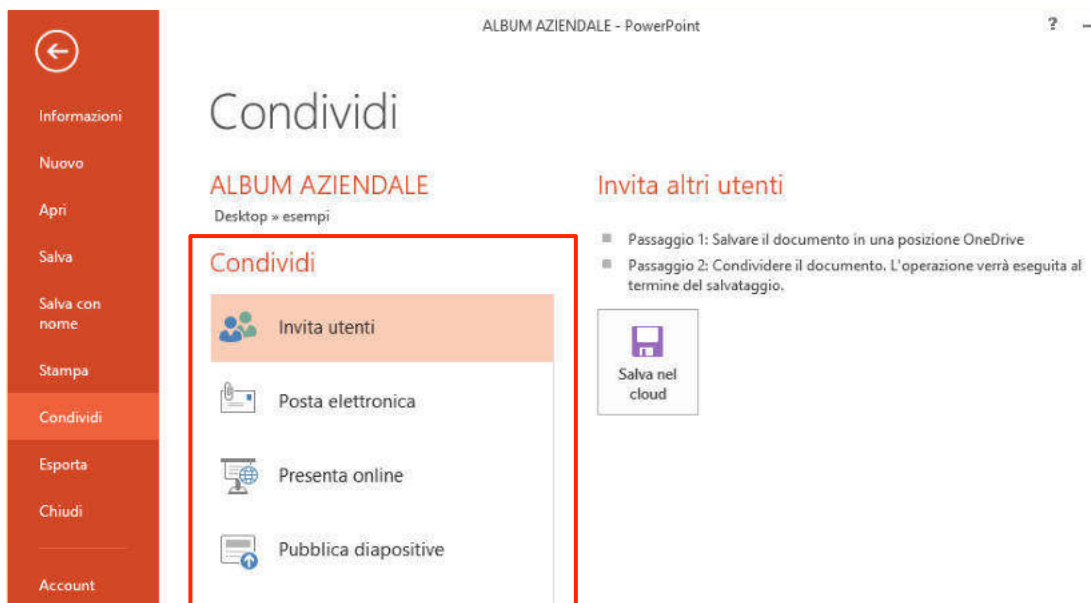 ALBUM AZIENDALE - PowerPoint
?
Informazioni
Nuovo
Apri
Salva
Salva con
nome
Stampa
Condividi
Esporta
Chiudi
Account
Condividi
ALBUM AZIENDALE
Desktop » esempi
Condividi
Invita utenti
Posta elettronica
Presenta online
Pubblica diapositive
Invita altri utenti
Passaggio 1: Salvare il documento in una posizione OneDrive
Passaggio 2: Condividere il documento. L'operazione verrà eseguita al
termine del salvataggio.
Salva nel
cloud